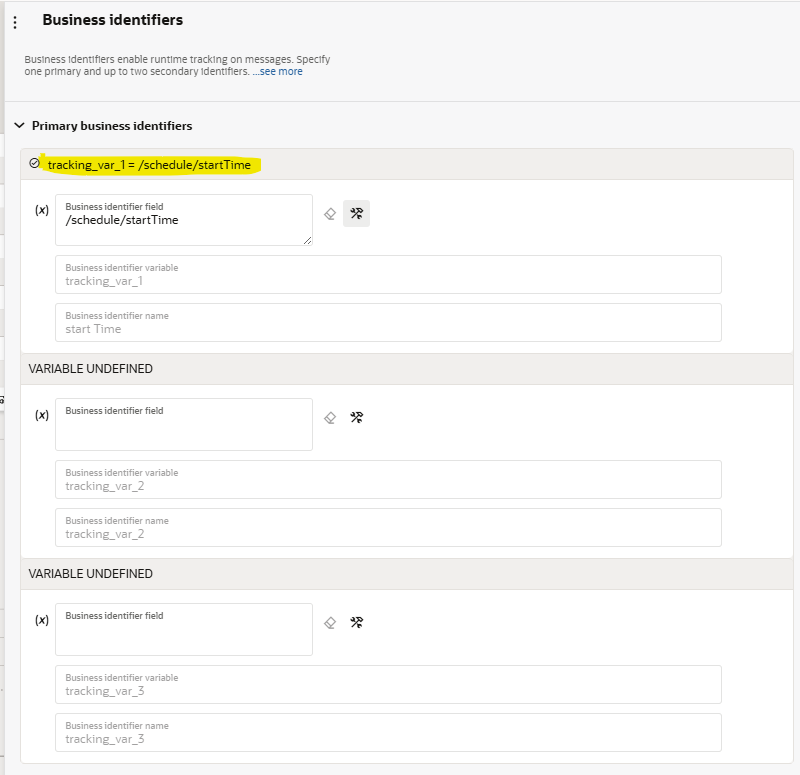 Business identifiers
Business identifiers enable runtime tracking on messages. Specify
one primary and up to two secondary identifiers. ...see more
Primary business identifiers
tracking_var_1 = /schedule/startTime
(x)
Business identifier field
/schedule/startTime
Business identifier variable
tracking_var_1
Business identifier name
start Time
VARIABLE UNDEFINED
(x)
Business identifier field
Business identifier variable
tracking_var_2
Business identifier name
tracking_var_2
VARIABLE UNDEFINED
(x)
Business identifier field
Business identifier variable
tracking_var_3
Business identifier name
tracking_var_3